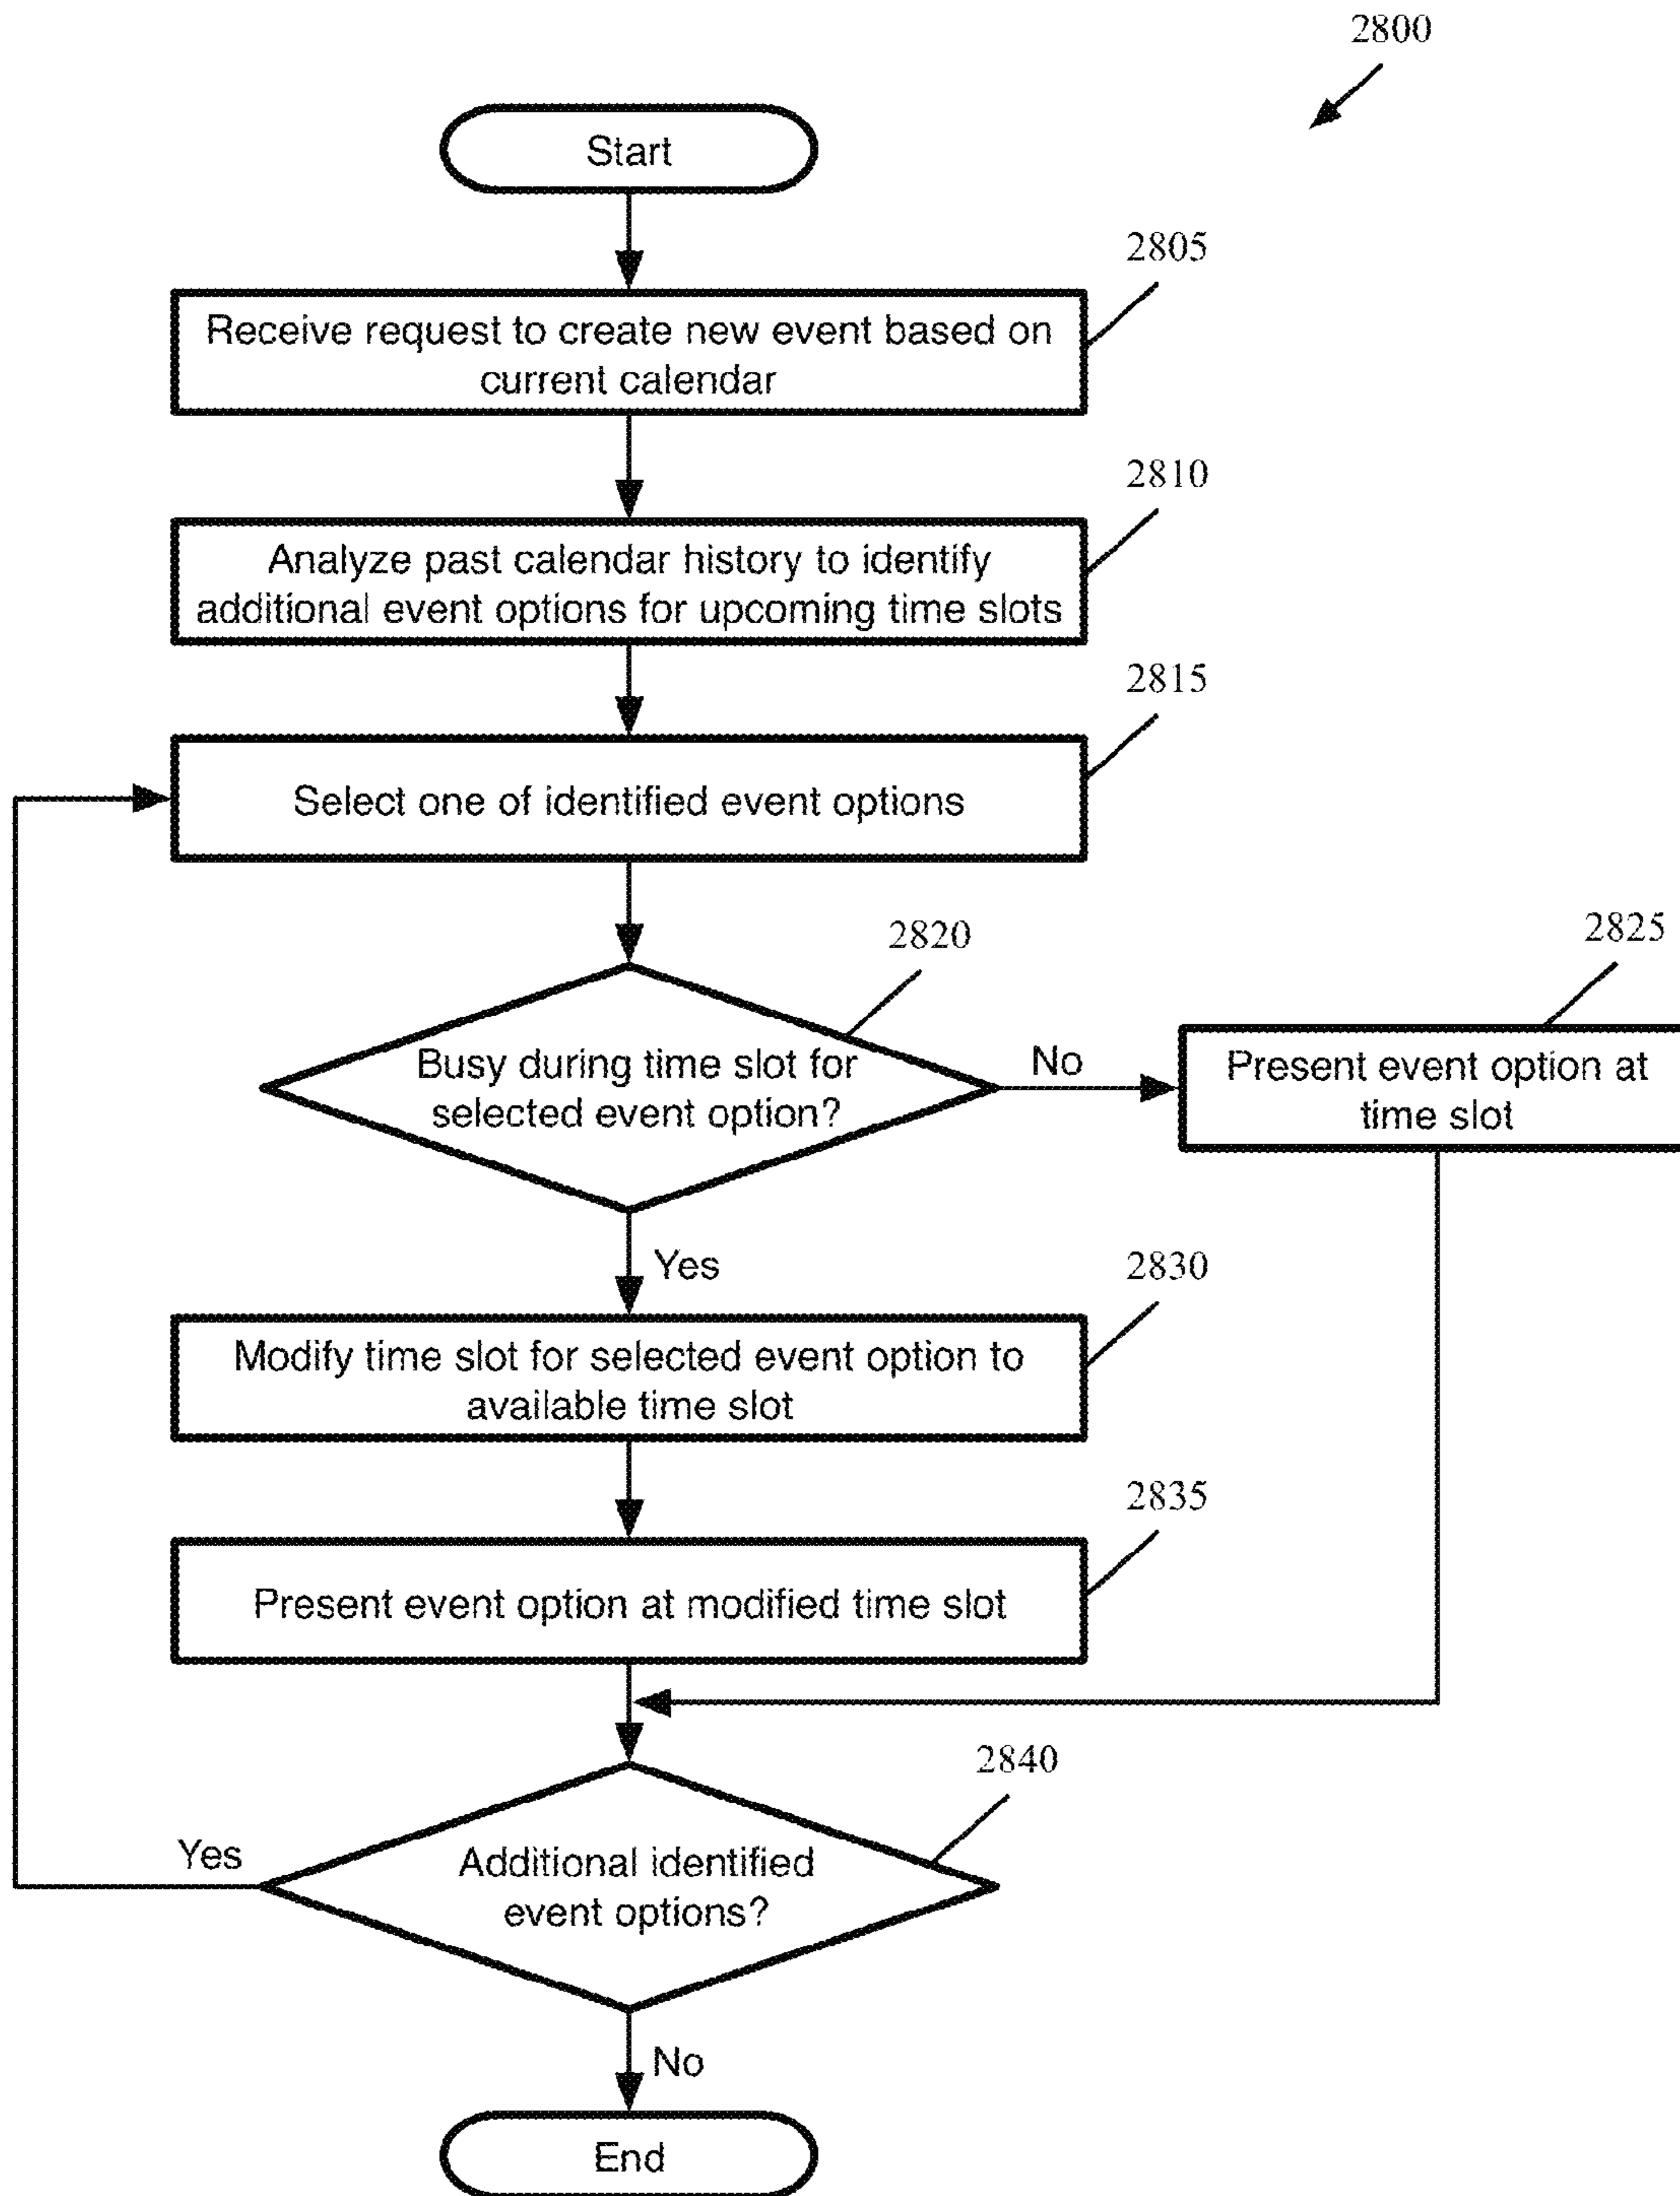 2800
Start
2805
Receive request to create new event based on
current calendar
2810
Analyze past calendar history to identify
additional event options for upcoming time slots
2815
Select one of identified event options
2820
Busy during time slot for
selected event option?
No
2825
Present event option at
time slot
Yes
2830
Modify time slot for selected event option to
available time slot
2835
Present event option at modified time slot
2840
Additional identified
event options?
Yes
No
End